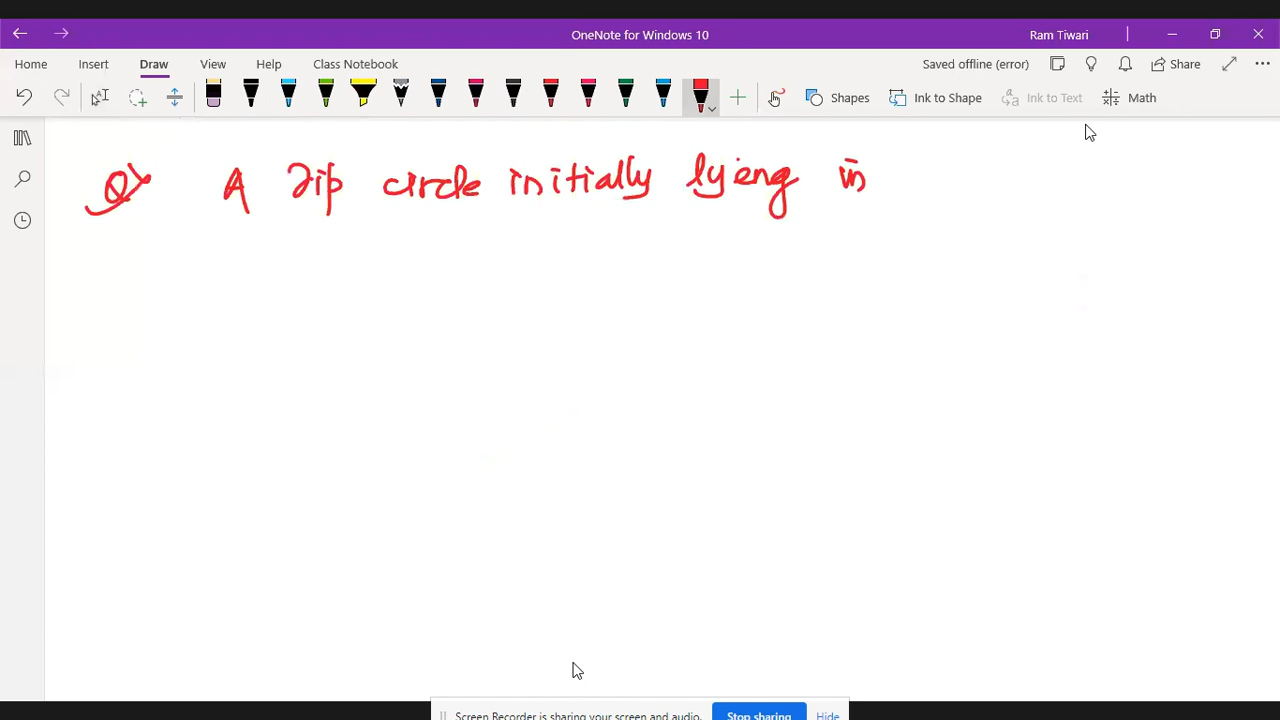 OneNote for Windows 10
Ram Tiwari
Home Insert Draw View Help Class Notebook
Saved offline (error) Share
Shapes Ink to Shape Ink to Text Math
Q> A Dip circle initially lyieng in
Screen Recorder is sharing your screen and audio. Stop sharing Hide